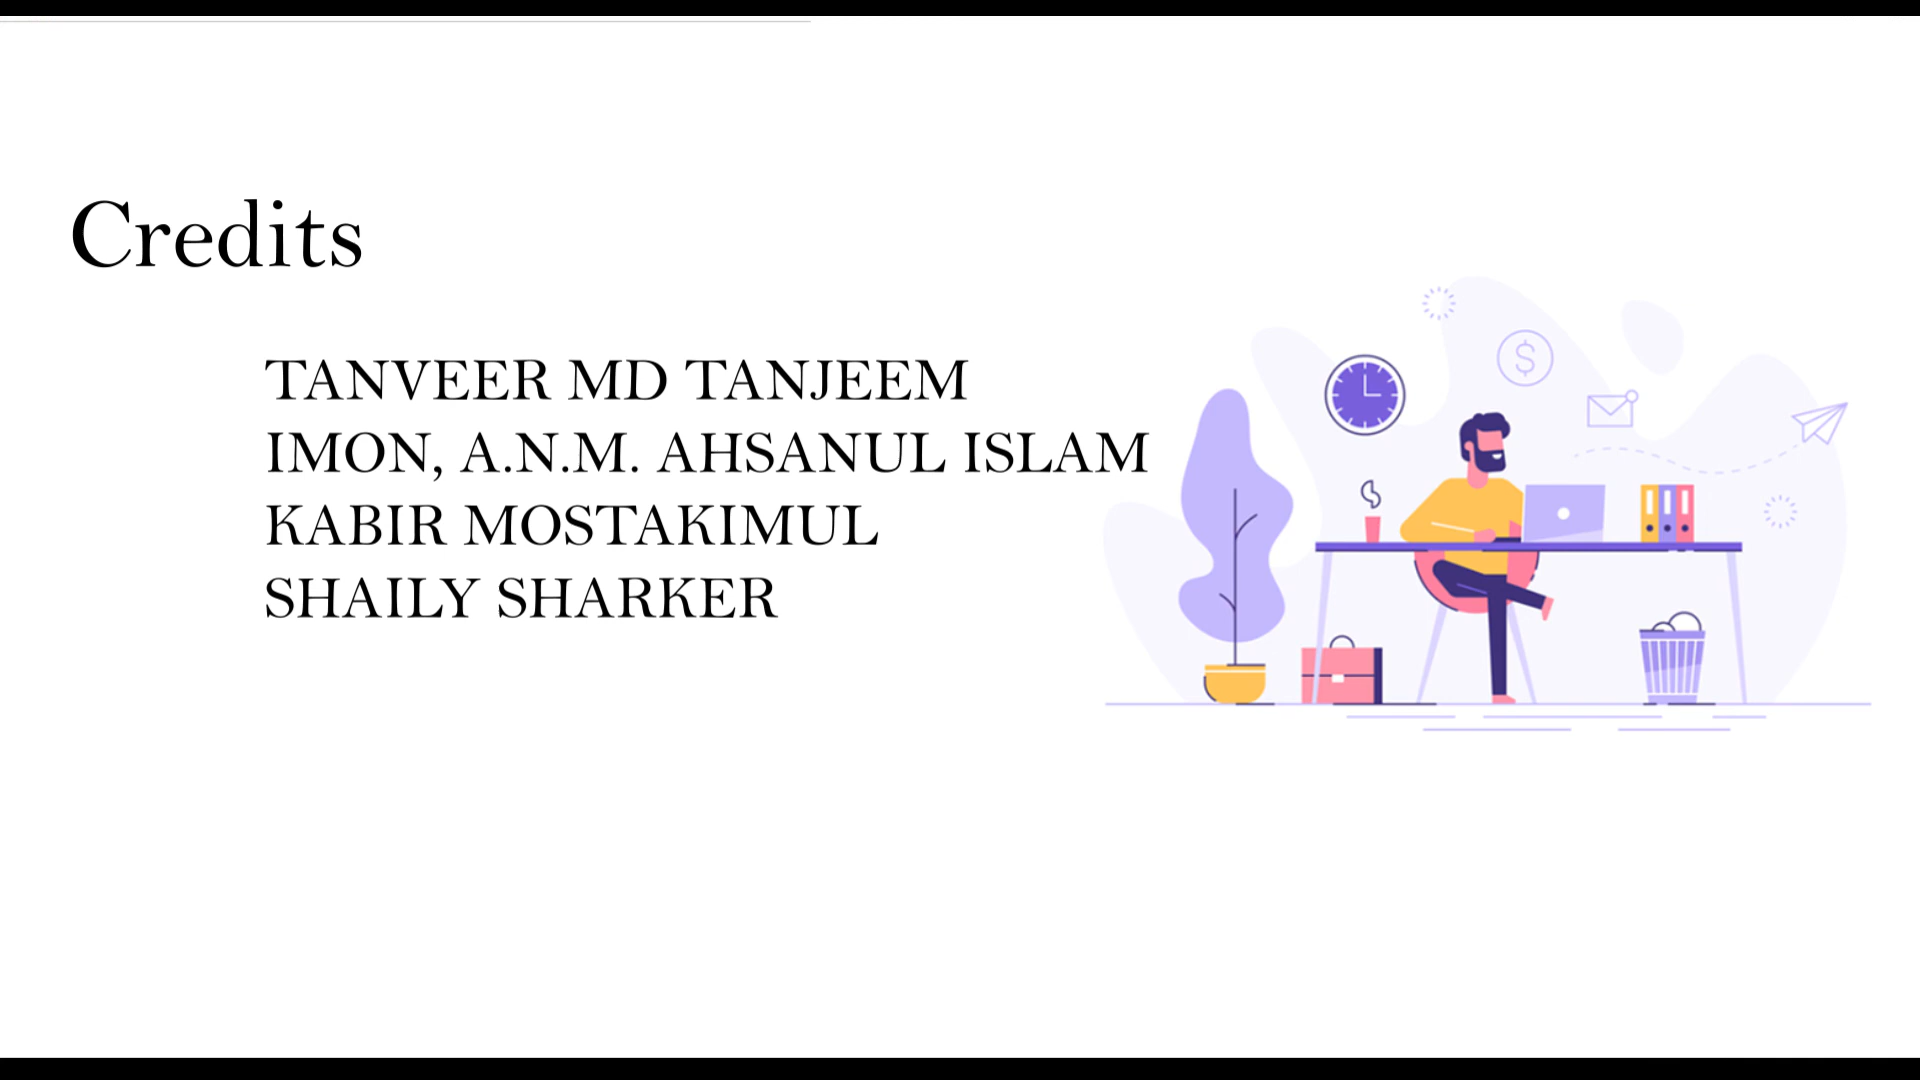 Credits
TANVEER MD TANJEEM
IMON, A.N.M. AHSANUL ISLAM
KABIR MOSTAKIMUL
SHAILY SHARKER
$